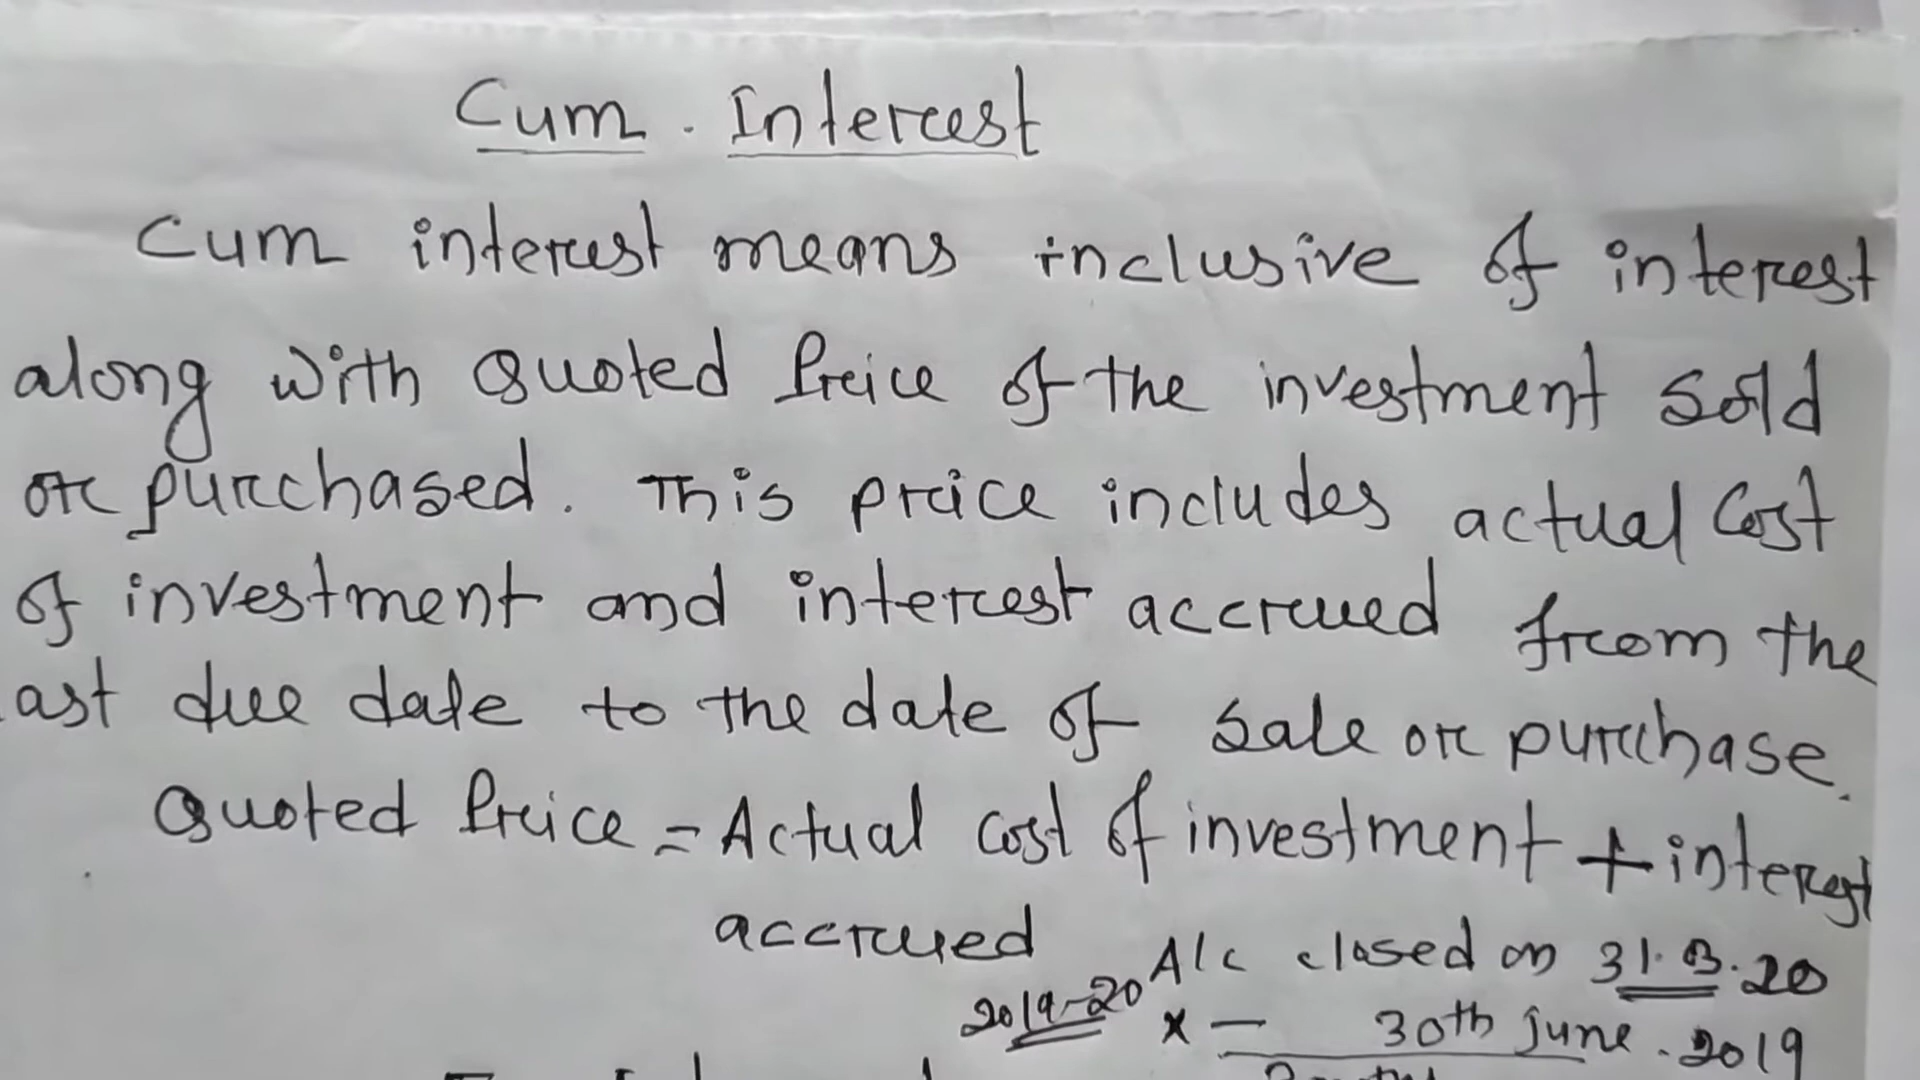 Cum - Interest
Cum interest means inclusive of interest
along with Quoted Price of the investment sold
or purchased. This price includes actual Cost
of investment and interest accrued from the
last due date to the date of sale or purchase.
Quoted Price = Actual cost of investment + interest
accrued
A/c closed on 31.3.20
2019-20
x — 30th june. 2019